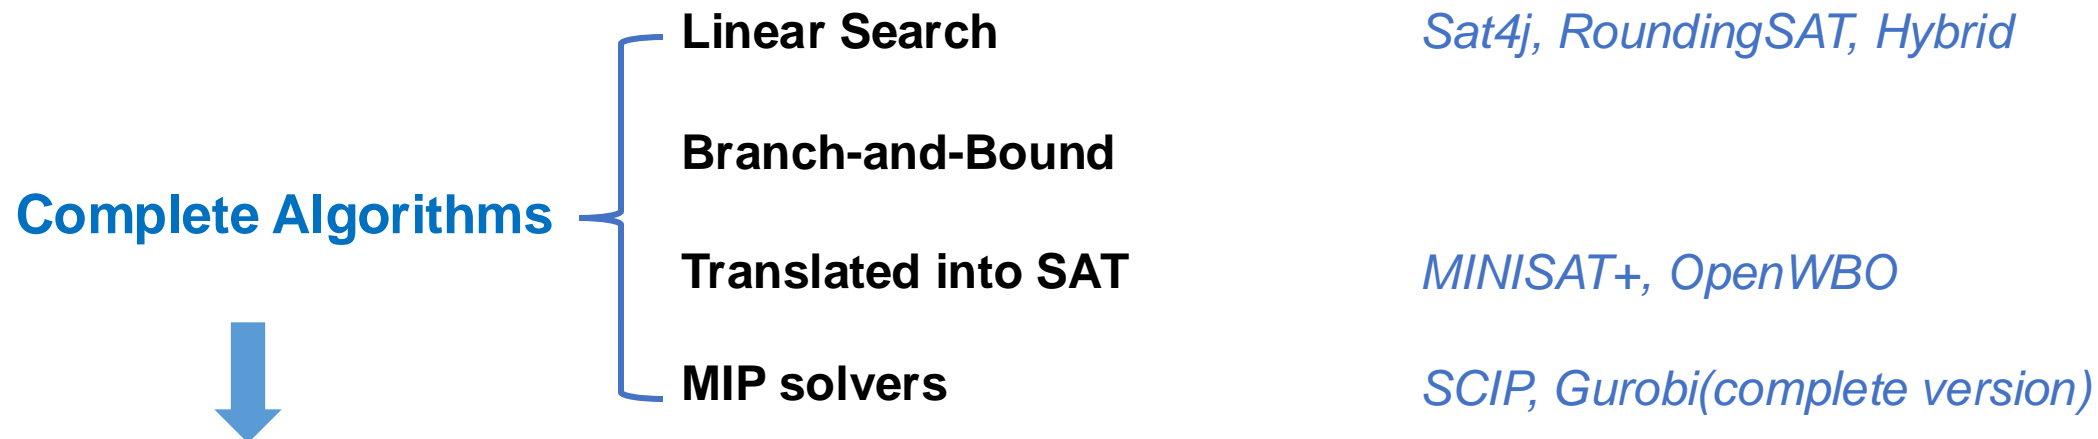 Linear Search Sat4j, RoundingSAT, Hybrid
Branch-and-Bound
Complete Algorithms
Translated into SAT MINISAT+, OpenWBO
MIP solvers SCIP, Gurobi(complete version)